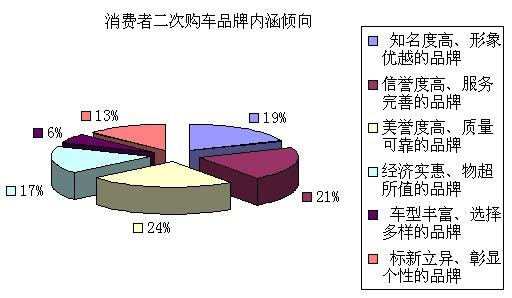 消费者二次购车品牌内涵倾向
13%
19%
6%
17%
21%
24%
知名度高、形象
优越的品牌
信誉度高、服务
完善的品牌
美誉度高、质量
可靠的品牌
经济实惠、物超
所值的品牌
车型丰富、选择
多样的品牌
标新立异、彰显
个性的品牌